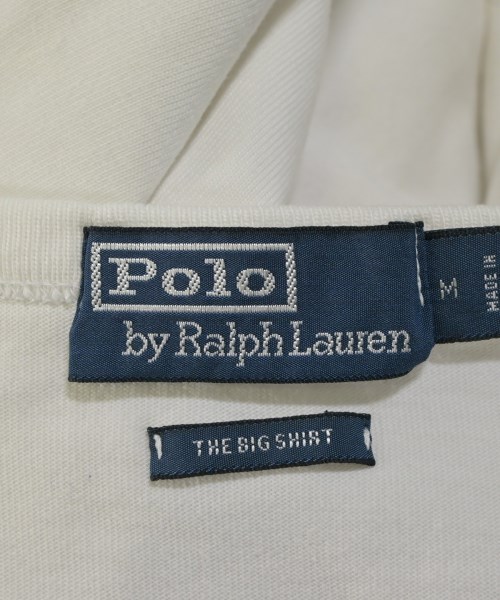 Polo
by Ralph Lauren
M
MADE IN
THE BIG SHIRT